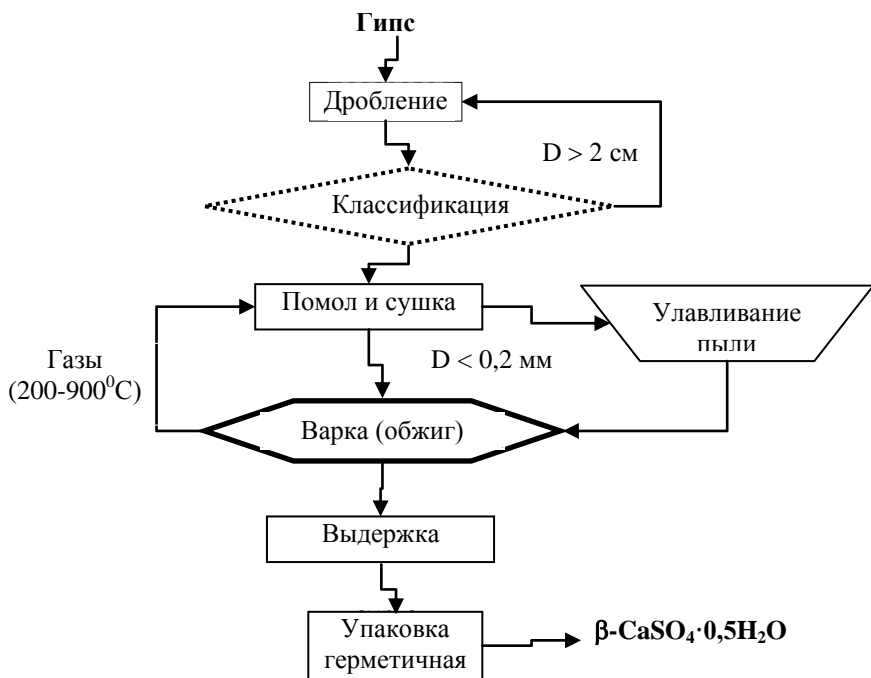 Гипс
Дробление
D > 2 см
Классификация
Помол и сушка
Улавливание
пыли
Газы
(200-900⁰С)
D < 0,2 мм
Варка (обжиг)
Выдержка
Упаковка
герметичная
β-CaSO₄·0,5H₂O